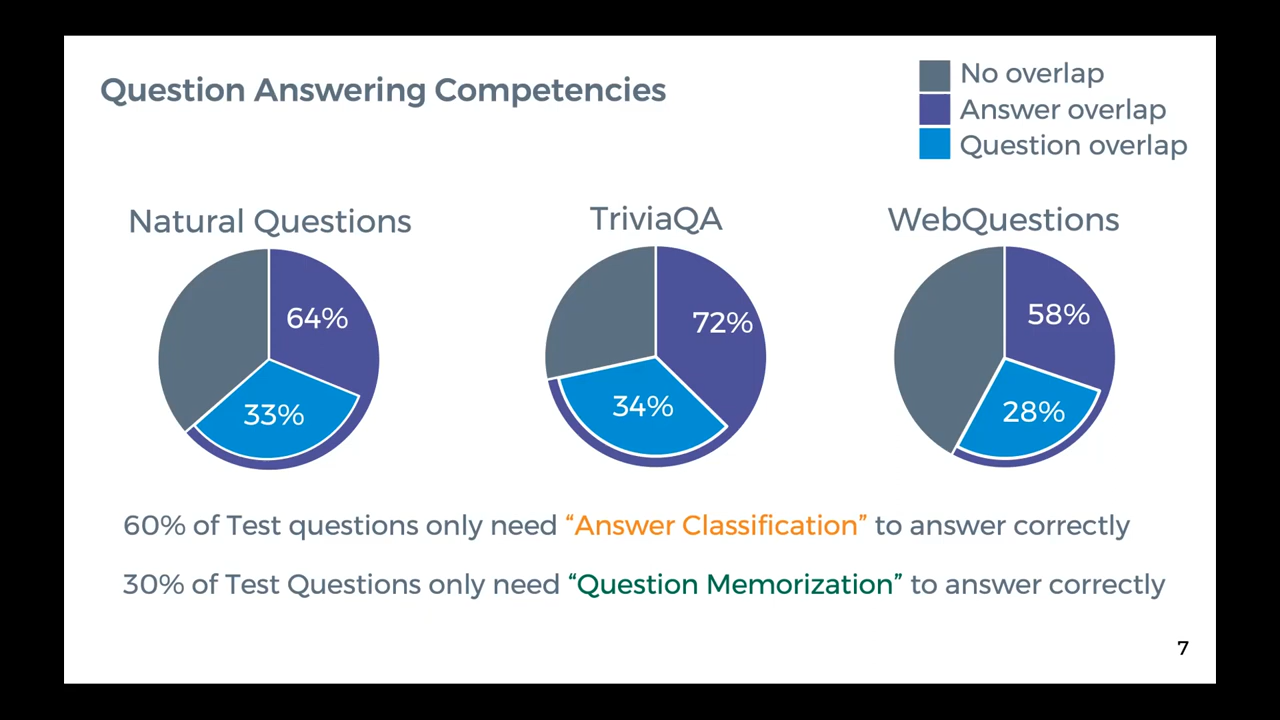 Question Answering Competencies
No overlap
Answer overlap
Question overlap
Natural Questions
TriviaQA
WebQuestions
64%
33%
72%
34%
58%
28%
60% of Test questions only need “Answer Classification” to answer correctly
30% of Test Questions only need “Question Memorization” to answer correctly
7